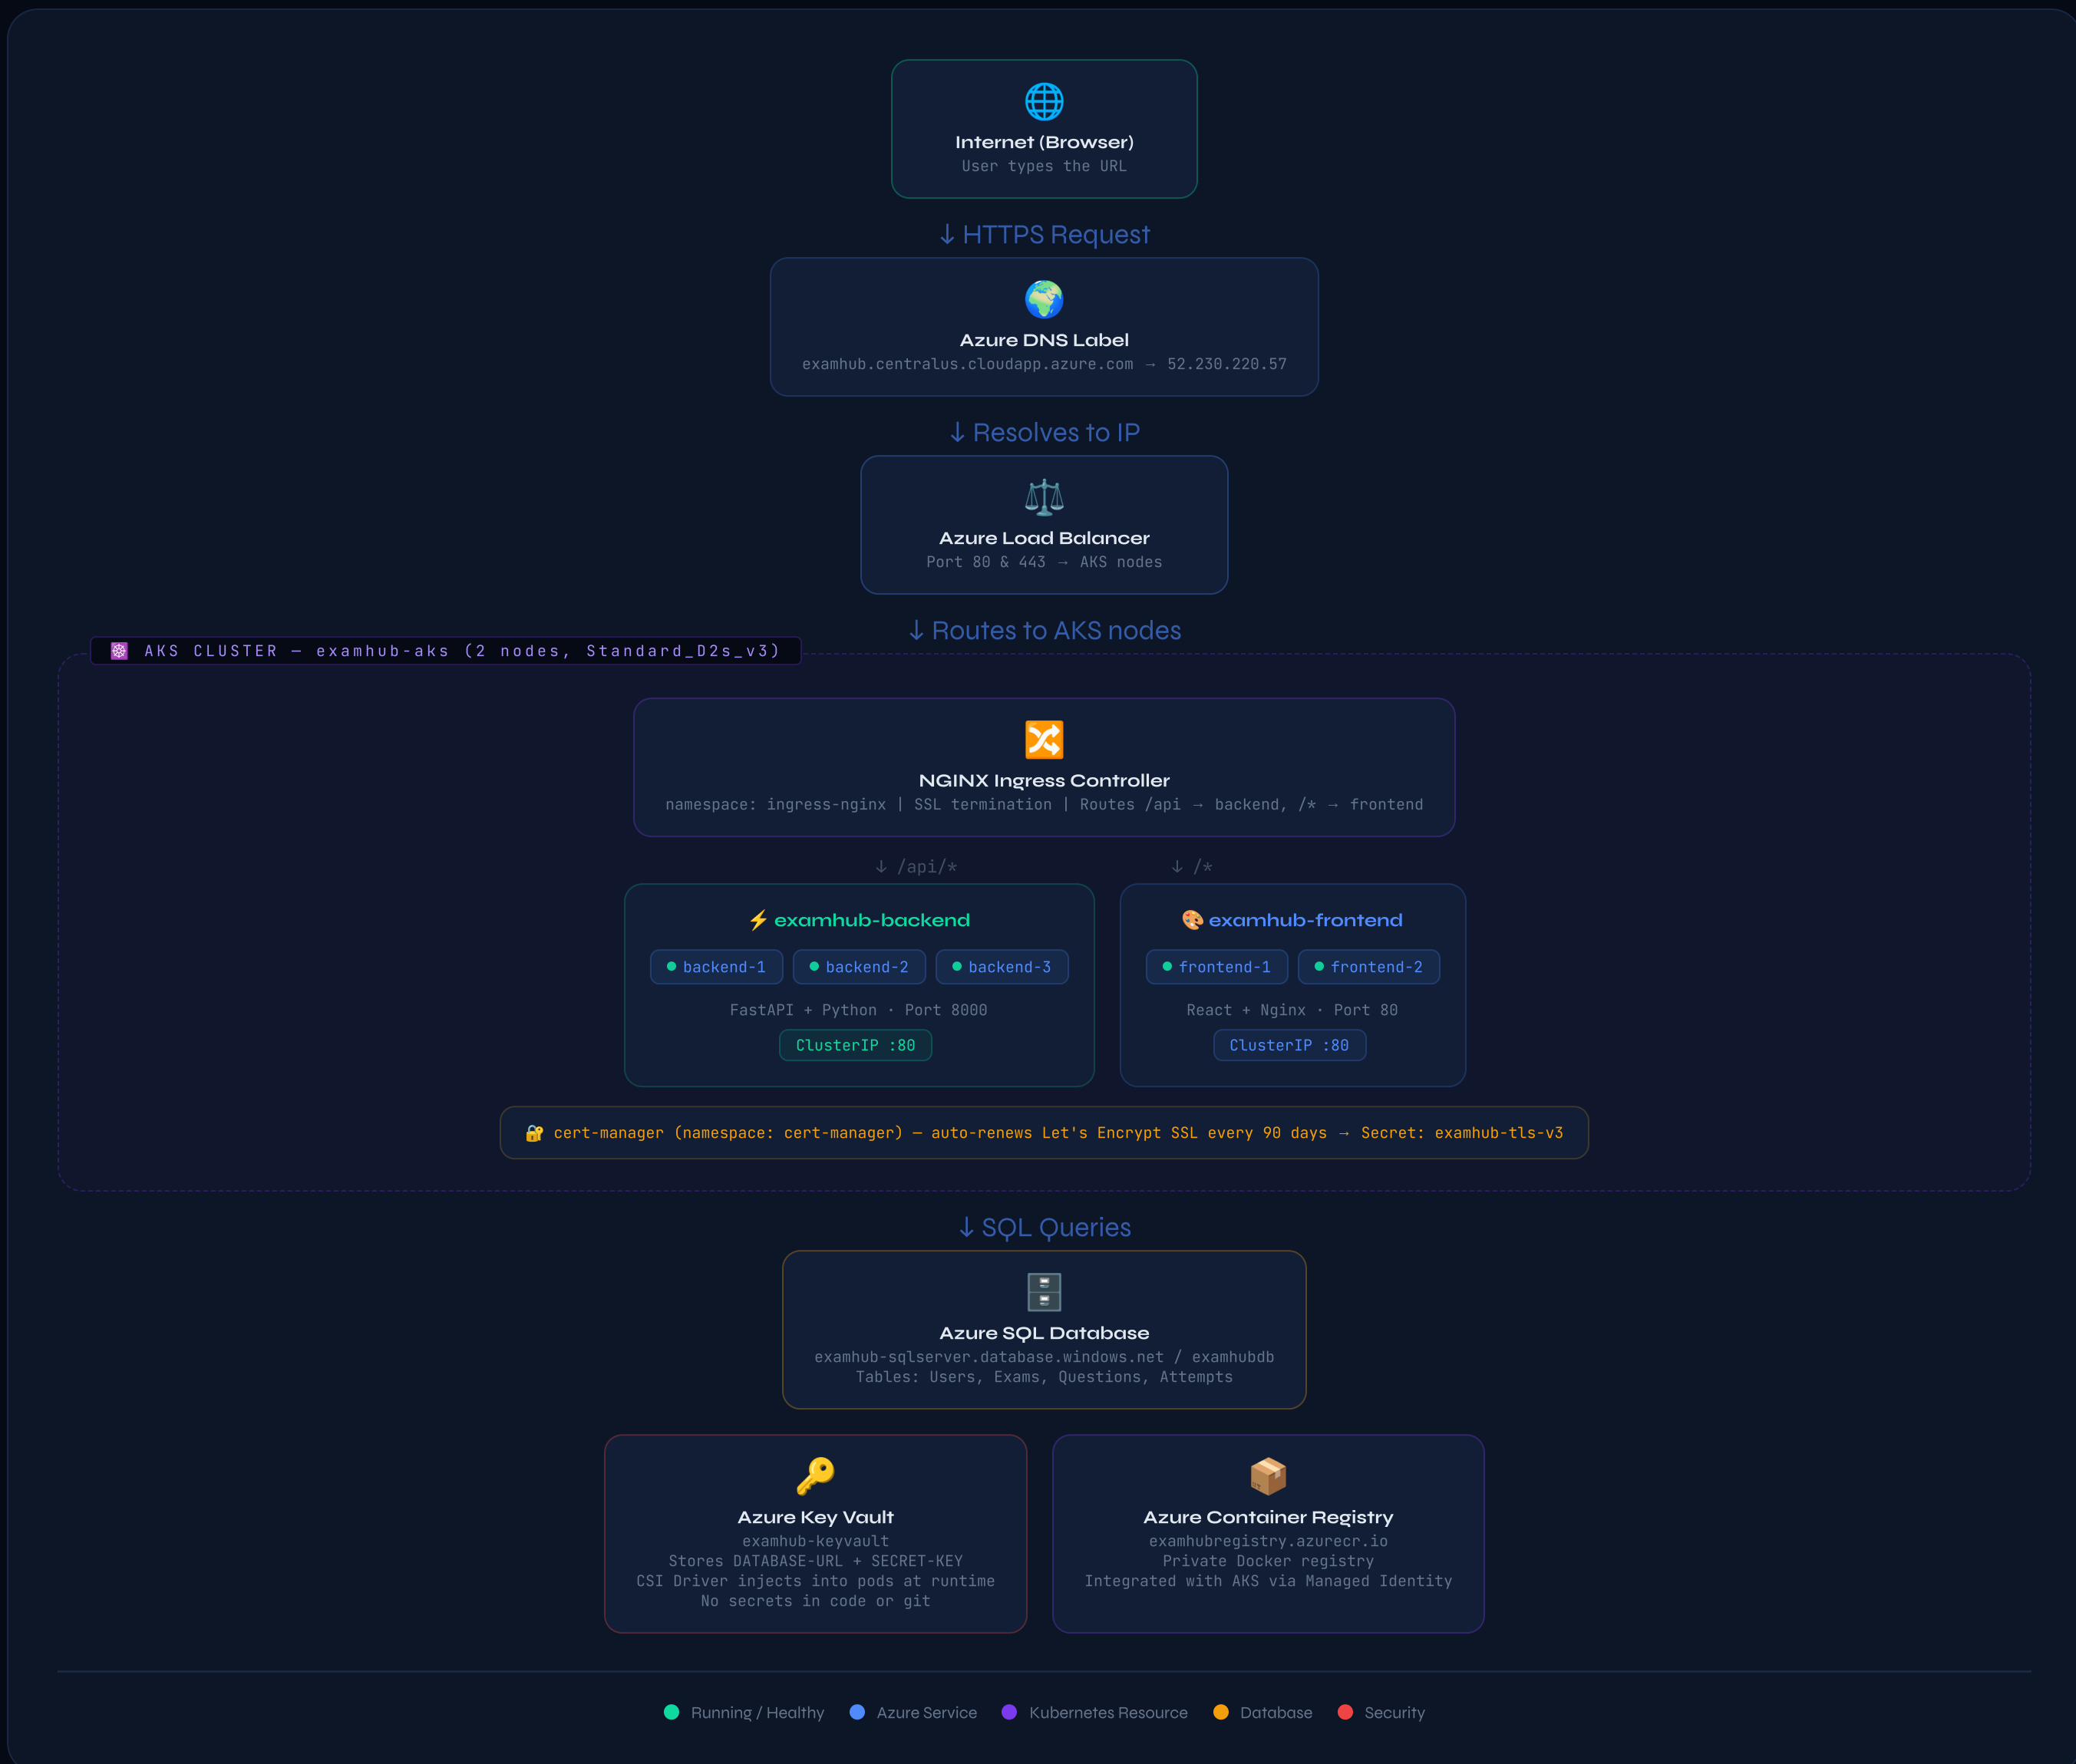 Internet (Browser)
User types the URL
↓ HTTPS Request
Azure DNS Label
examhub.centralus.cloudapp.azure.com → 52.230.220.57
↓ Resolves to IP
Azure Load Balancer
Port 80 & 443 → AKS nodes
↓ Routes to AKS nodes
AKS CLUSTER — examhub-aks (2 nodes, Standard_D2s_v3)
NGINX Ingress Controller
namespace: ingress-nginx | SSL termination | Routes /api → backend, /* → frontend
↓ /api/*
↓ /*
⚡ examhub-backend
backend-1
backend-2
backend-3
FastAPI + Python · Port 8000
ClusterIP :80
🎨 examhub-frontend
frontend-1
frontend-2
React + Nginx · Port 80
ClusterIP :80
🔐 cert-manager (namespace: cert-manager) — auto-renews Let's Encrypt SSL every 90 days → Secret: examhub-tls-v3
↓ SQL Queries
Azure SQL Database
examhub-sqlserver.database.windows.net / examhubdb
Tables: Users, Exams, Questions, Attempts
Azure Key Vault
examhub-keyvault
Stores DATABASE-URL + SECRET-KEY
CSI Driver injects into pods at runtime
No secrets in code or git
Azure Container Registry
examhubregistry.azurecr.io
Private Docker registry
Integrated with AKS via Managed Identity
Running / Healthy
Azure Service
Kubernetes Resource
Database
Security